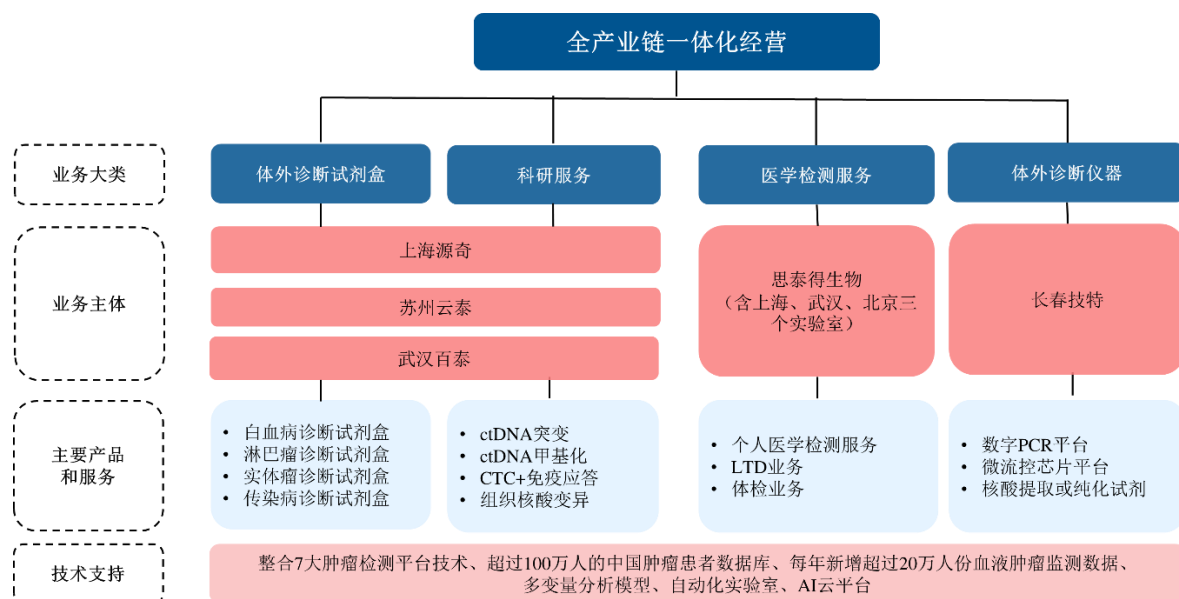 全产业链一体化经营
业务大类
体外诊断试剂盒
科研服务
医学检测服务
体外诊断仪器
业务主体
上海源奇
苏州云泰
武汉百泰
思泰得生物
（含上海、武汉、北京三
个实验室）
长春技特
主要产品
和服务
• 白血病诊断试剂盒
• 淋巴瘤诊断试剂盒
• 实体瘤诊断试剂盒
• 传染病诊断试剂盒
• ctDNA突变
• ctDNA甲基化
• CTC+免疫应答
• 组织核酸变异
• 个人医学检测服务
• LTD业务
• 体检业务
• 数字PCR平台
• 微流控芯片平台
• 核酸提取或纯化试剂
技术支持
整合7大肿瘤检测平台技术、超过100万人的中国肿瘤患者数据库、每年新增超过20万人份血液肿瘤监测数据、
多变量分析模型、自动化实验室、AI云平台